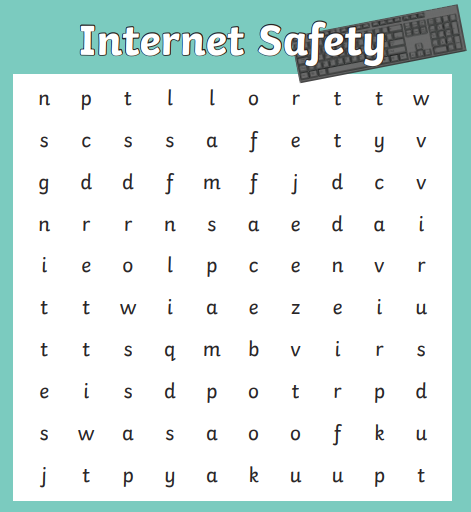 Internet Safety
n p t l l o r t t w
s c s s a f e t y v
g d d f m f j d c v
n r r n s a e d a i
i e o l p c e n v r
t t w i a e z e i u
t t s q m b v i r s
e i s d p o t r p d
s w a s a o o f k u
j t p y a k u u p t